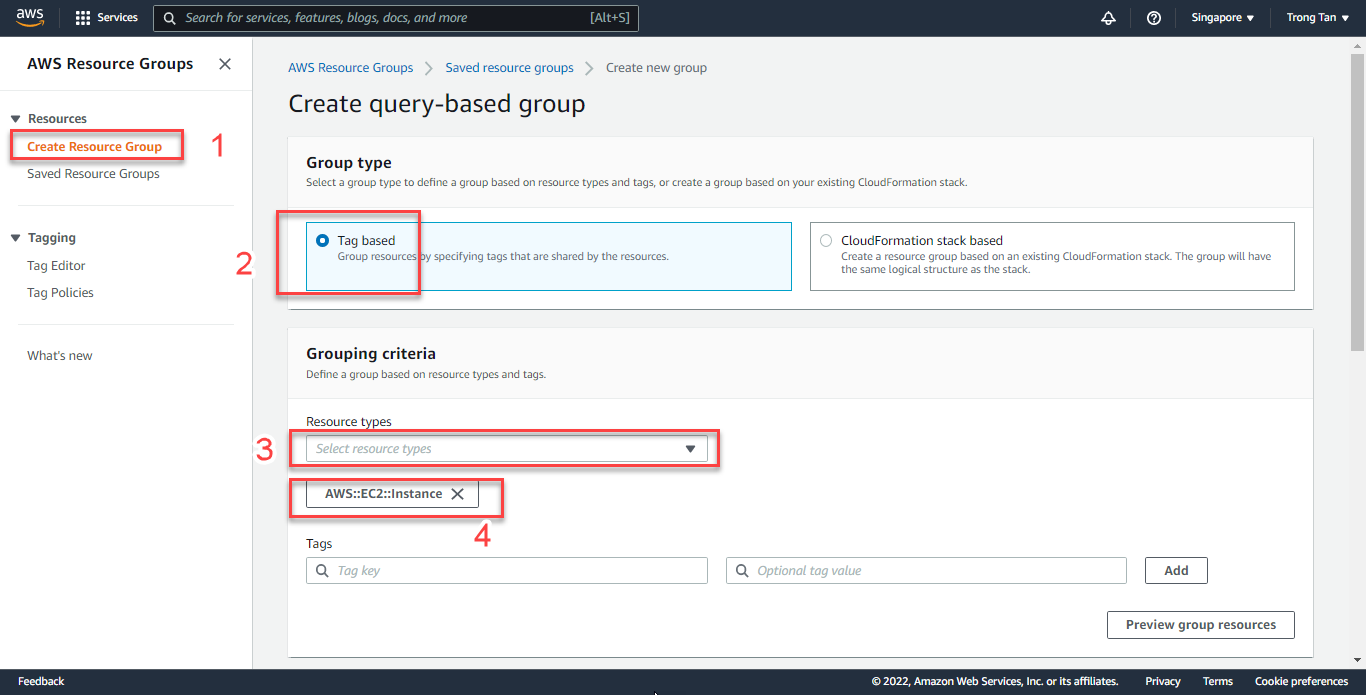 aws
Services
Search for services, features, blogs, docs, and more
[Alt+S]
Singapore
Trong Tan
AWS Resource Groups
Resources
Create Resource Group
1
Saved Resource Groups
Tagging
Tag Editor
Tag Policies
What's new
AWS Resource Groups
Saved resource groups
Create new group
Create query-based group
Group type
Select a group type to define a group based on resource types and tags, or create a group based on your existing CloudFormation stack.
2
Tag based
Group resources by specifying tags that are shared by the resources.
CloudFormation stack based
Create a resource group based on an existing CloudFormation stack. The group will have
the same logical structure as the stack.
Grouping criteria
Define a group based on resource types and tags.
Resource types
3
Select resource types
AWS::EC2::Instance
4
Tags
Tag key
Optional tag value
Add
Preview group resources
Feedback
© 2022, Amazon Web Services, Inc. or its affiliates.
Privacy
Terms
Cookie preferences